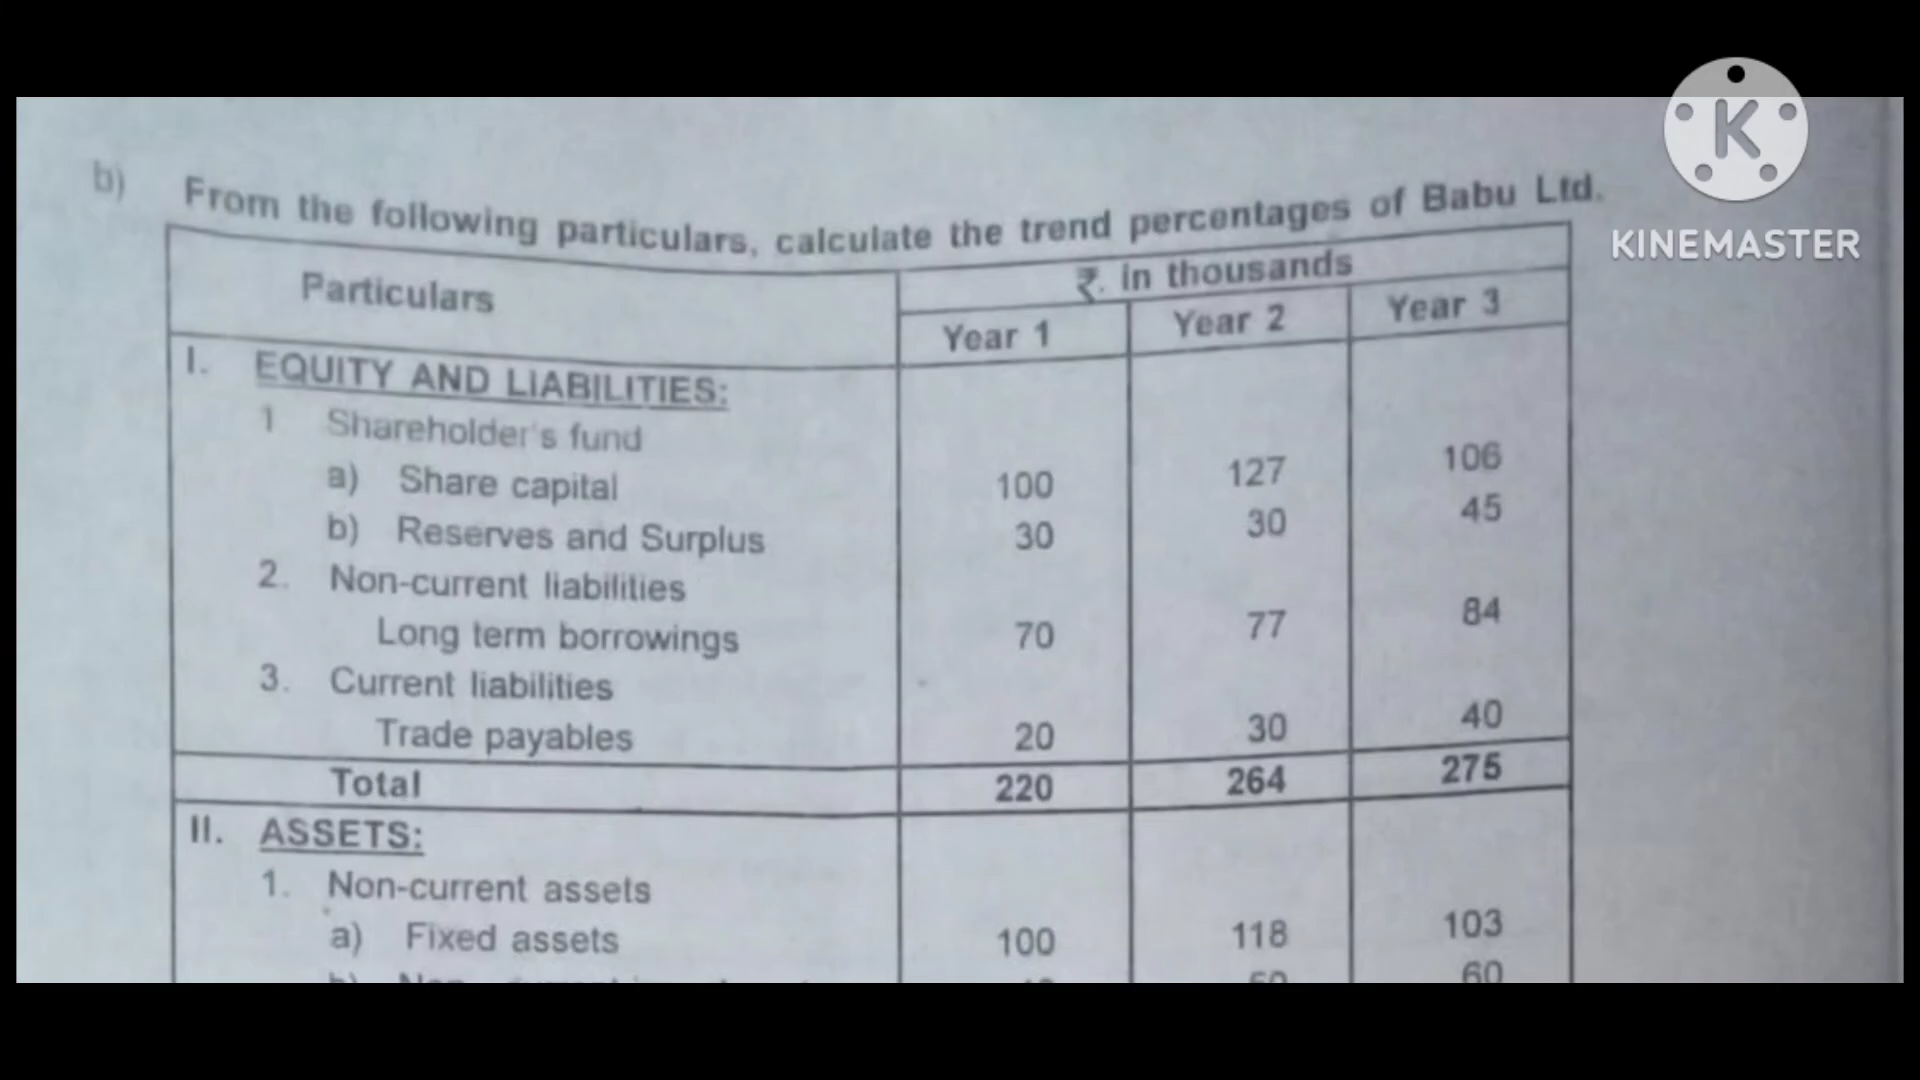 b) From the following particulars, calculate the trend percentages of Babu Ltd.
K
KINEMASTER
Particulars ₹. in thousands
Year 1 Year 2 Year 3
I. EQUITY AND LIABILITIES:
1 Shareholder's fund
a) Share capital 100 127 106
b) Reserves and Surplus 30 30 45
2. Non-current liabilities
Long term borrowings 70 77 84
3. Current liabilities
Trade payables 20 30 40
Total 220 264 275
II. ASSETS:
1. Non-current assets
a) Fixed assets 100 118 103
60